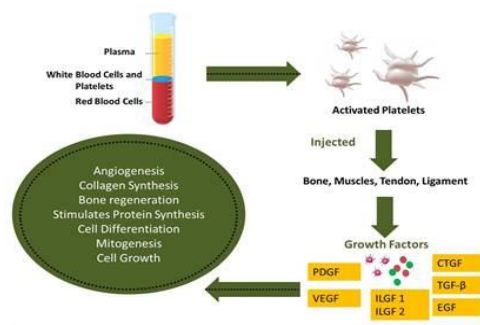 Plasma
White Blood Cells and
Platelets
Red Blood Cells
Activated Platelets
Injected
Bone, Muscles, Tendon, Ligament
Growth Factors
PDGF
VEGF
ILGF 1
ILGF 2
CTGF
TGF-β
EGF
Angiogenesis
Collagen Synthesis
Bone regeneration
Stimulates Protein Synthesis
Cell Differentiation
Mitogenesis
Cell Growth